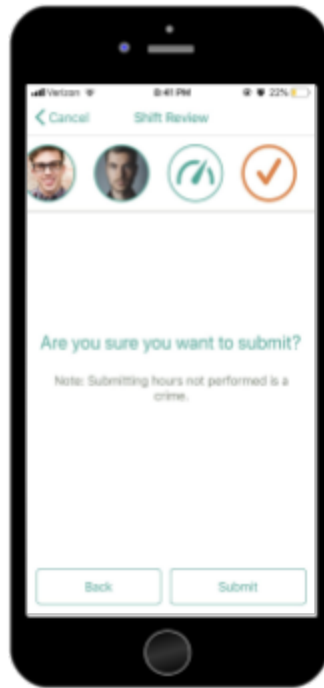 Verizon 8:41 PM 22%
Cancel Shift Review
Are you sure you want to submit?
Note: Submitting hours not performed is a
crime.
Back Submit